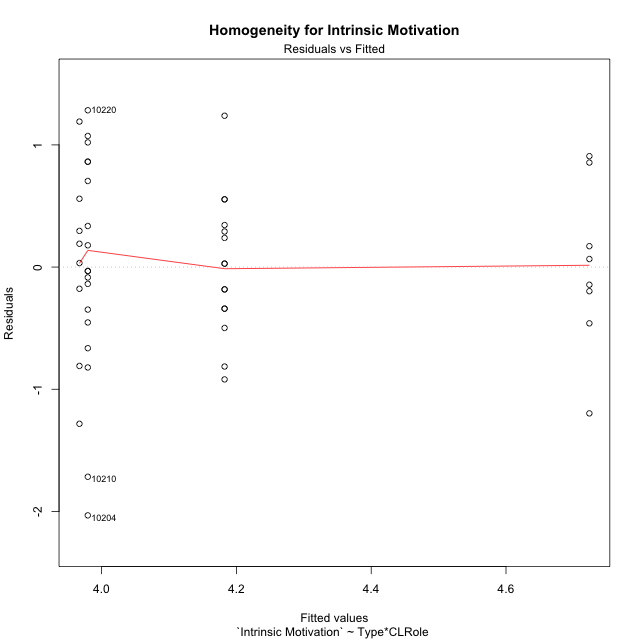 Homogeneity for Intrinsic Motivation
Residuals vs Fitted
10220
1
0
Residuals
-1
10210
10204
-2
4.0 4.2 4.4 4.6
Fitted values
`Intrinsic Motivation` ~ Type*CLRole